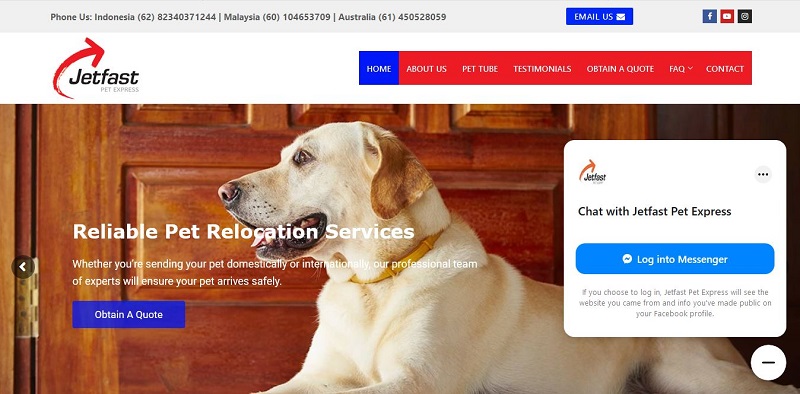 Phone Us: Indonesia (62) 82340371244 | Malaysia (60) 104653709 | Australia (61) 450528059
EMAIL US
Jetfast
PET EXPRESS
HOME
ABOUT US
PET TUBE
TESTIMONIALS
OBTAIN A QUOTE
FAQ
CONTACT
Reliable Pet Relocation Services
Whether you're sending your pet domestically or internationally, our professional team
of experts will ensure your pet arrives safely.
Obtain A Quote
Jetfast
Chat with Jetfast Pet Express
Log into Messenger
If you choose to log in, Jetfast Pet Express will see the
website you came from and info you've made public on
your Facebook profile.